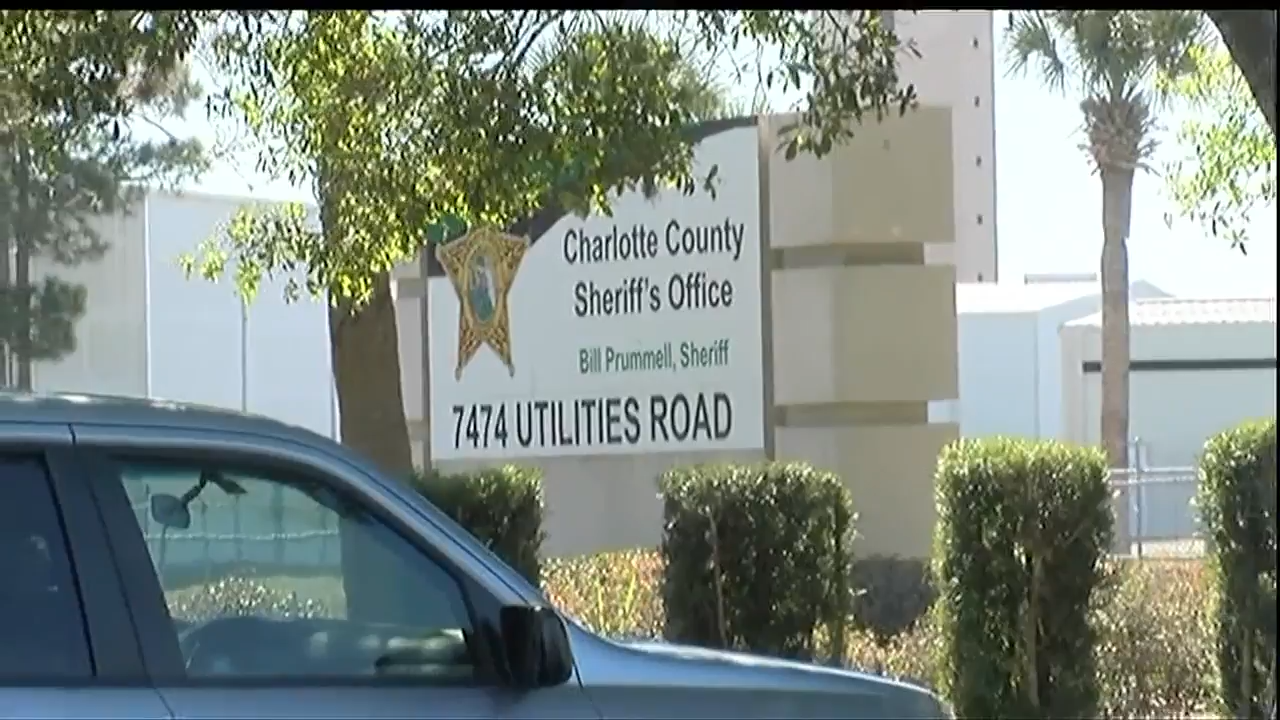 Charlotte County
Sheriff's Office
Bill Prummell, Sheriff
7474 UTILITIES ROAD